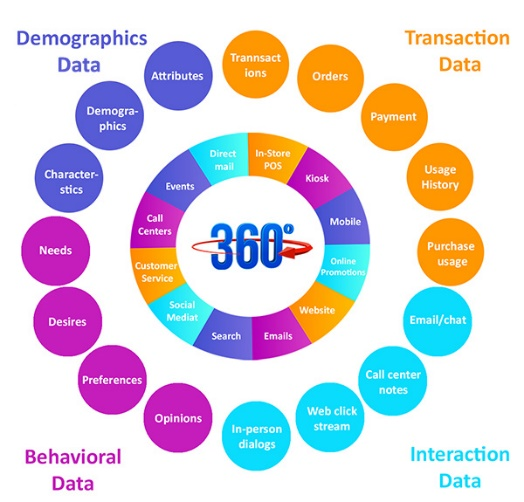 Demographics
Data
Transaction
Data
Attributes
Trannsact
ions
Orders
Payment
Usage
History
Purchase
usage
Email/chat
Call center
notes
Web click
stream
In-person
dialogs
Opinions
Preferences
Desires
Needs
Character-
stics
Demogra-
phics
Direct
mail
In-Store
POS
Kiosk
Mobile
Online
Promotions
Website
Emails
Search
Social
Mediat
Customer
Service
Call
Centers
Events
360°
Behavioral
Data
Interaction
Data